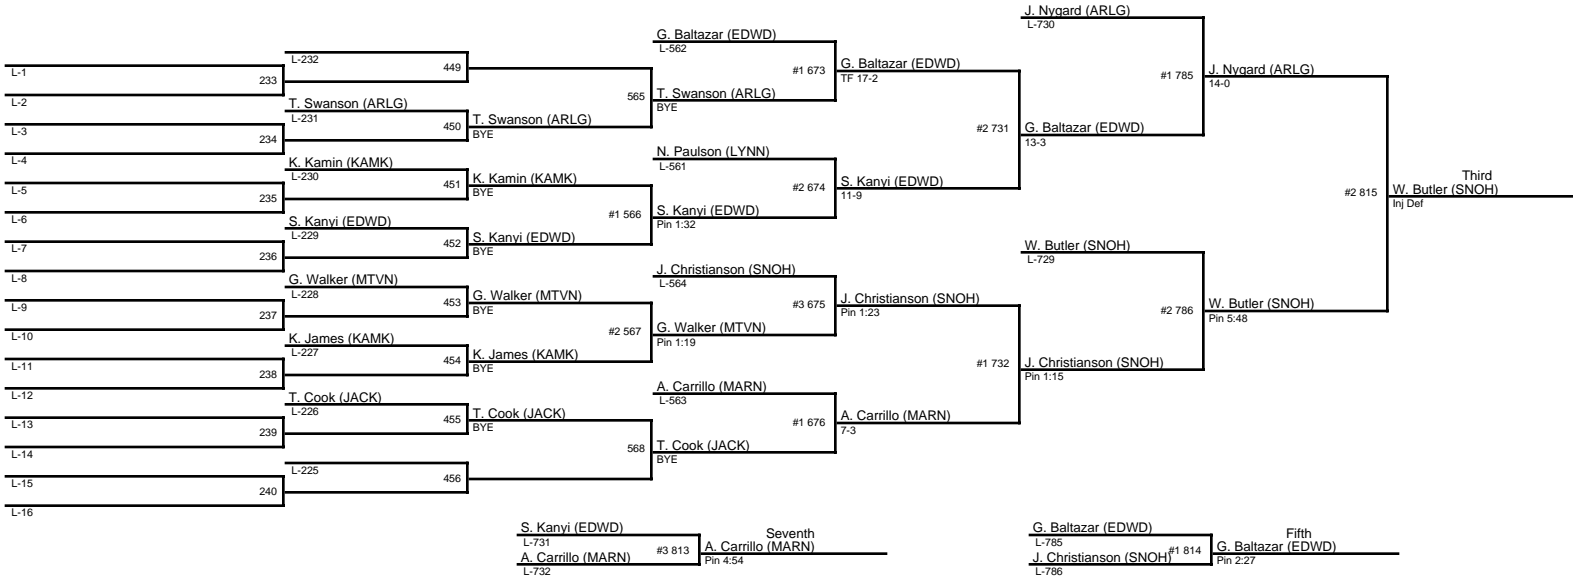 L-1
233
L-2
L-3
234
L-4
L-5
235
L-6
L-7
236
L-8
L-9
237
L-10
L-11
238
L-12
L-13
239
L-14
L-15
240
L-16
L-232
449
T. Swanson (ARLG)
L-231
450
K. Kamin (KAMK)
L-230
451
S. Kanyi (EDWD)
L-229
452
G. Walker (MTVN)
L-228
453
K. James (KAMK)
L-227
454
T. Cook (JACK)
L-226
455
L-225
456
565
T. Swanson (ARLG)
BYE
K. Kamin (KAMK)
BYE
#1 566
S. Kanyi (EDWD)
BYE
G. Walker (MTVN)
BYE
#2 567
K. James (KAMK)
BYE
T. Cook (JACK)
BYE
568
G. Baltazar (EDWD)
L-562
#1 673
T. Swanson (ARLG)
BYE
N. Paulson (LYNN)
L-561
#2 674
S. Kanyi (EDWD)
Pin 1:32
J. Christianson (SNOH)
L-564
#3 675
G. Walker (MTVN)
Pin 1:19
A. Carrillo (MARN)
L-563
#1 676
T. Cook (JACK)
BYE
G. Baltazar (EDWD)
TF 17-2
#2 731
S. Kanyi (EDWD)
11-9
J. Christianson (SNOH)
Pin 1:23
#1 732
A. Carrillo (MARN)
7-3
J. Nygard (ARLG)
L-730
#1 785
G. Baltazar (EDWD)
13-3
W. Butler (SNOH)
L-729
#2 786
J. Christianson (SNOH)
Pin 1:15
J. Nygard (ARLG)
14-0
#2 815
W. Butler (SNOH)
Pin 5:48
Third
W. Butler (SNOH)
Inj Def
S. Kanyi (EDWD)
L-731
#3 813
A. Carrillo (MARN)
L-732
Seventh
A. Carrillo (MARN)
Pin 4:54
G. Baltazar (EDWD)
L-785
#1 814
J. Christianson (SNOH)
L-786
Fifth
G. Baltazar (EDWD)
Pin 2:27